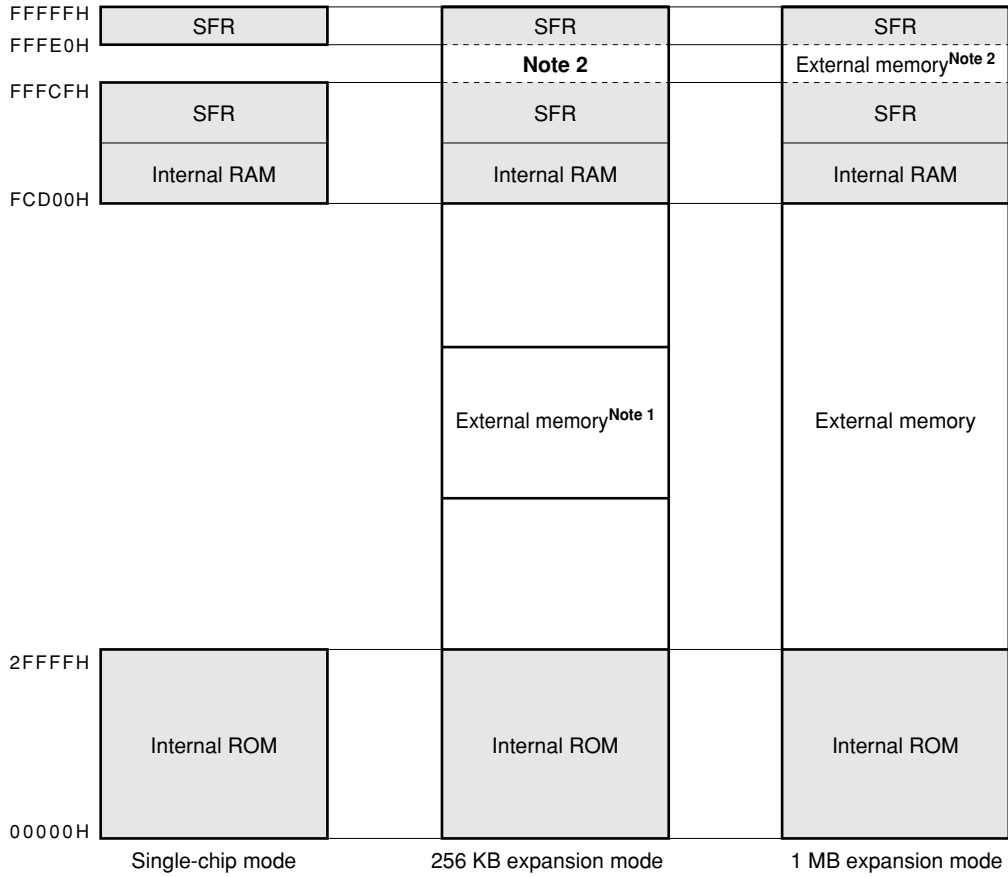 FFFFFH
SFR SFR SFR
FFFE0H
Note 2 External memoryNote 2
FFFCFH
SFR SFR SFR
Internal RAM Internal RAM Internal RAM
FCD00H
External memoryNote 1 External memory
2FFFFH
Internal ROM Internal ROM Internal ROM
00000H
Single-chip mode 256 KB expansion mode 1 MB expansion mode